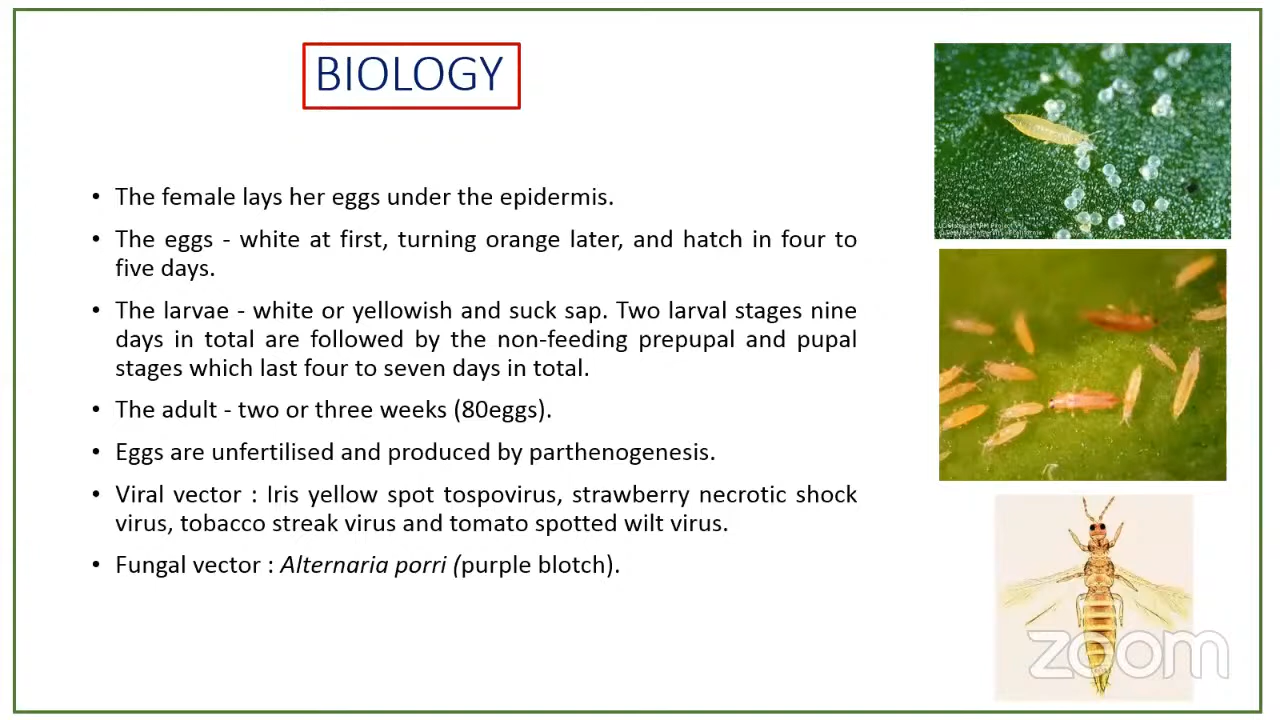 BIOLOGY
• The female lays her eggs under the epidermis.
• The eggs - white at first, turning orange later, and hatch in four to
five days.
• The larvae - white or yellowish and suck sap. Two larval stages nine
days in total are followed by the non-feeding prepupal and pupal
stages which last four to seven days in total.
• The adult - two or three weeks (80eggs).
• Eggs are unfertilised and produced by parthenogenesis.
• Viral vector : Iris yellow spot tospovirus, strawberry necrotic shock
virus, tobacco streak virus and tomato spotted wilt virus.
• Fungal vector : Alternaria porri (purple blotch).
zoom